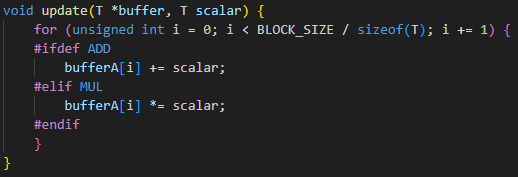 void update(T *buffer, T scalar) {
    for (unsigned int i = 0; i < BLOCK_SIZE / sizeof(T); i += 1) {
    #ifdef ADD
        bufferA[i] += scalar;
    #elif MUL
        bufferA[i] *= scalar;
    #endif
    }
}